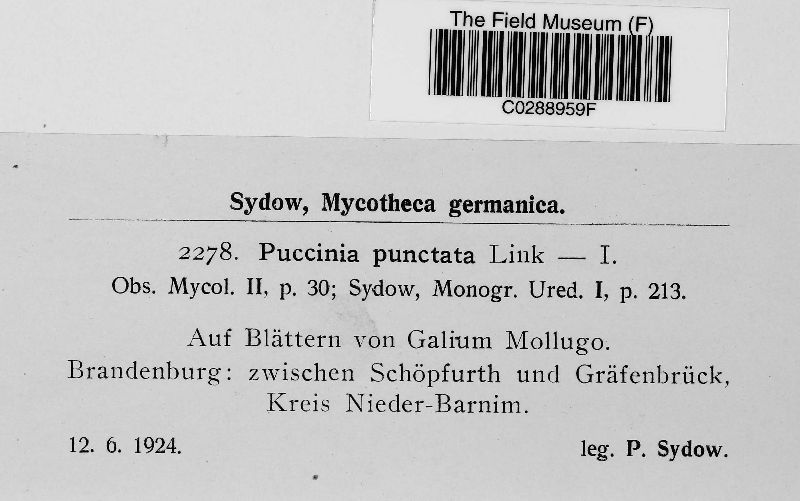 The Field Museum (F)
C0288959F
Sydow, Mycotheca germanica.
2278. Puccinia punctata Link — I.
Obs. Mycol. II, p. 30; Sydow, Monogr. Ured. I, p. 213.
Auf Blättern von Galium Mollugo.
Brandenburg: zwischen Schöpfurth und Gräfenbrück,
Kreis Nieder-Barnim.
12. 6. 1924. leg. P. Sydow.